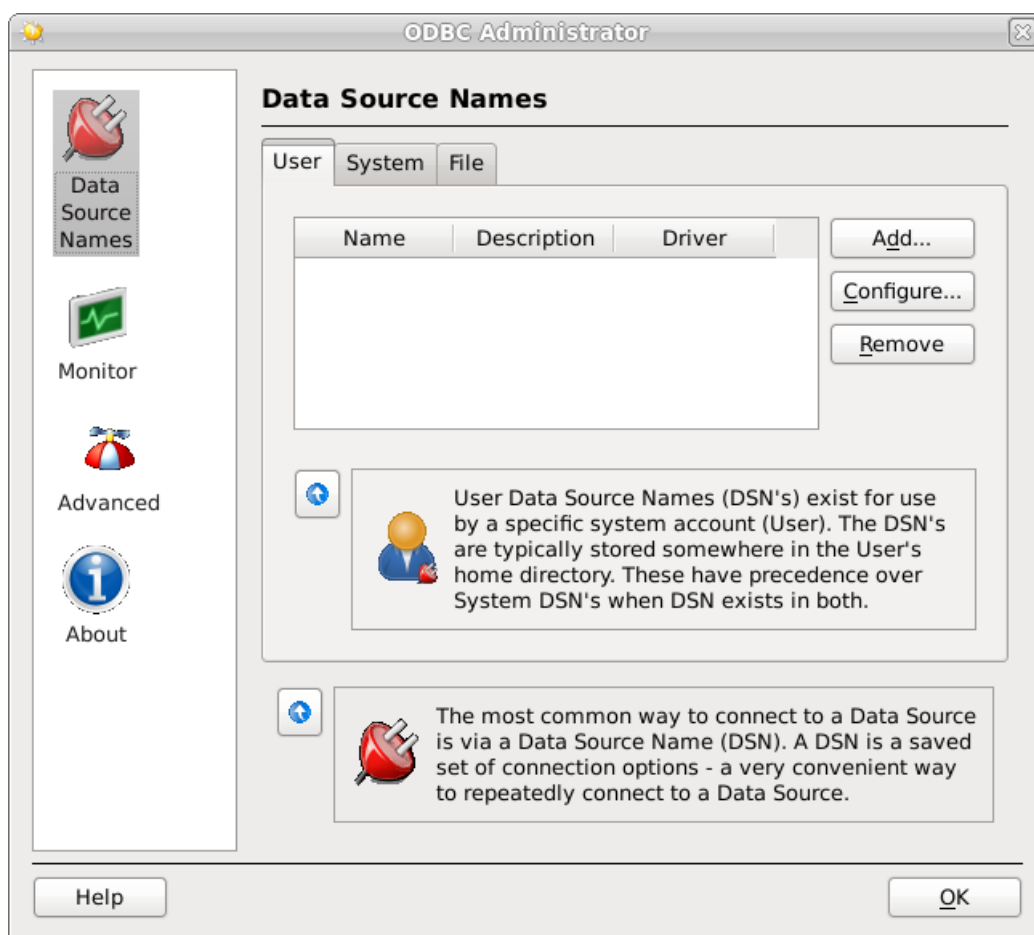 ODBC Administrator
Data
Source
Names
Monitor
Advanced
About
Data Source Names
User System File
Name Description Driver
Add...
Configure...
Remove
User Data Source Names (DSN's) exist for use
by a specific system account (User). The DSN's
are typically stored somewhere in the User's
home directory. These have precedence over
System DSN's when DSN exists in both.
The most common way to connect to a Data Source
is via a Data Source Name (DSN). A DSN is a saved
set of connection options - a very convenient way
to repeatedly connect to a Data Source.
Help
OK